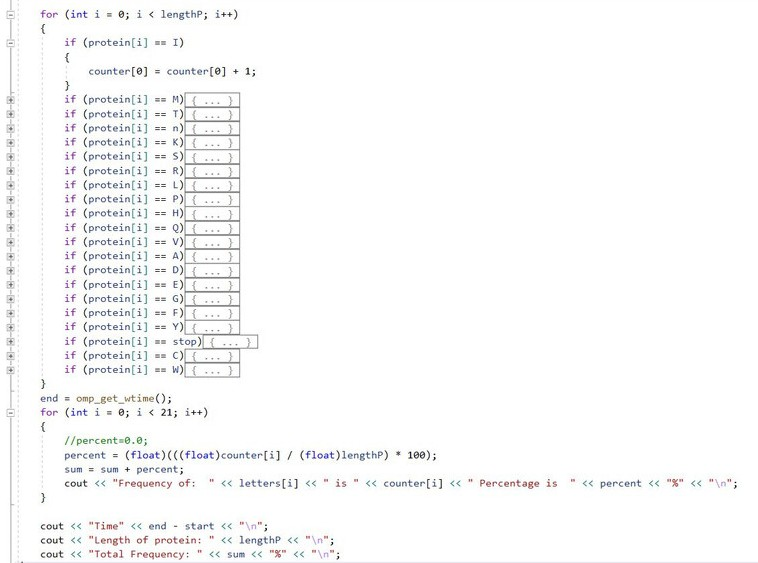 for (int i = 0; i < lengthP; i++)
{
if (protein[i] == I)
{
counter[0] = counter[0] + 1;
}
if (protein[i] == M){ ... }
if (protein[i] == T){ ... }
if (protein[i] == n){ ... }
if (protein[i] == K){ ... }
if (protein[i] == S){ ... }
if (protein[i] == R){ ... }
if (protein[i] == L){ ... }
if (protein[i] == P){ ... }
if (protein[i] == H){ ... }
if (protein[i] == Q){ ... }
if (protein[i] == V){ ... }
if (protein[i] == A){ ... }
if (protein[i] == D){ ... }
if (protein[i] == E){ ... }
if (protein[i] == G){ ... }
if (protein[i] == F){ ... }
if (protein[i] == Y){ ... }
if (protein[i] == stop){ ... }
if (protein[i] == C){ ... }
if (protein[i] == W){ ... }
}
end = omp_get_wtime();
for (int i = 0; i < 21; i++)
{
//percent=0.0;
percent = (float)(((float)counter[i] / (float)lengthP) * 100);
sum = sum + percent;
cout << "Frequency of:  " << letters[i] << " is " << counter[i] << " Percentage is  " << percent << "%" << "\n";
}
cout << "Time" << end - start << "\n";
cout << "Length of protein: " << lengthP << "\n";
cout << "Total Frequency: " << sum << "%" << "\n";